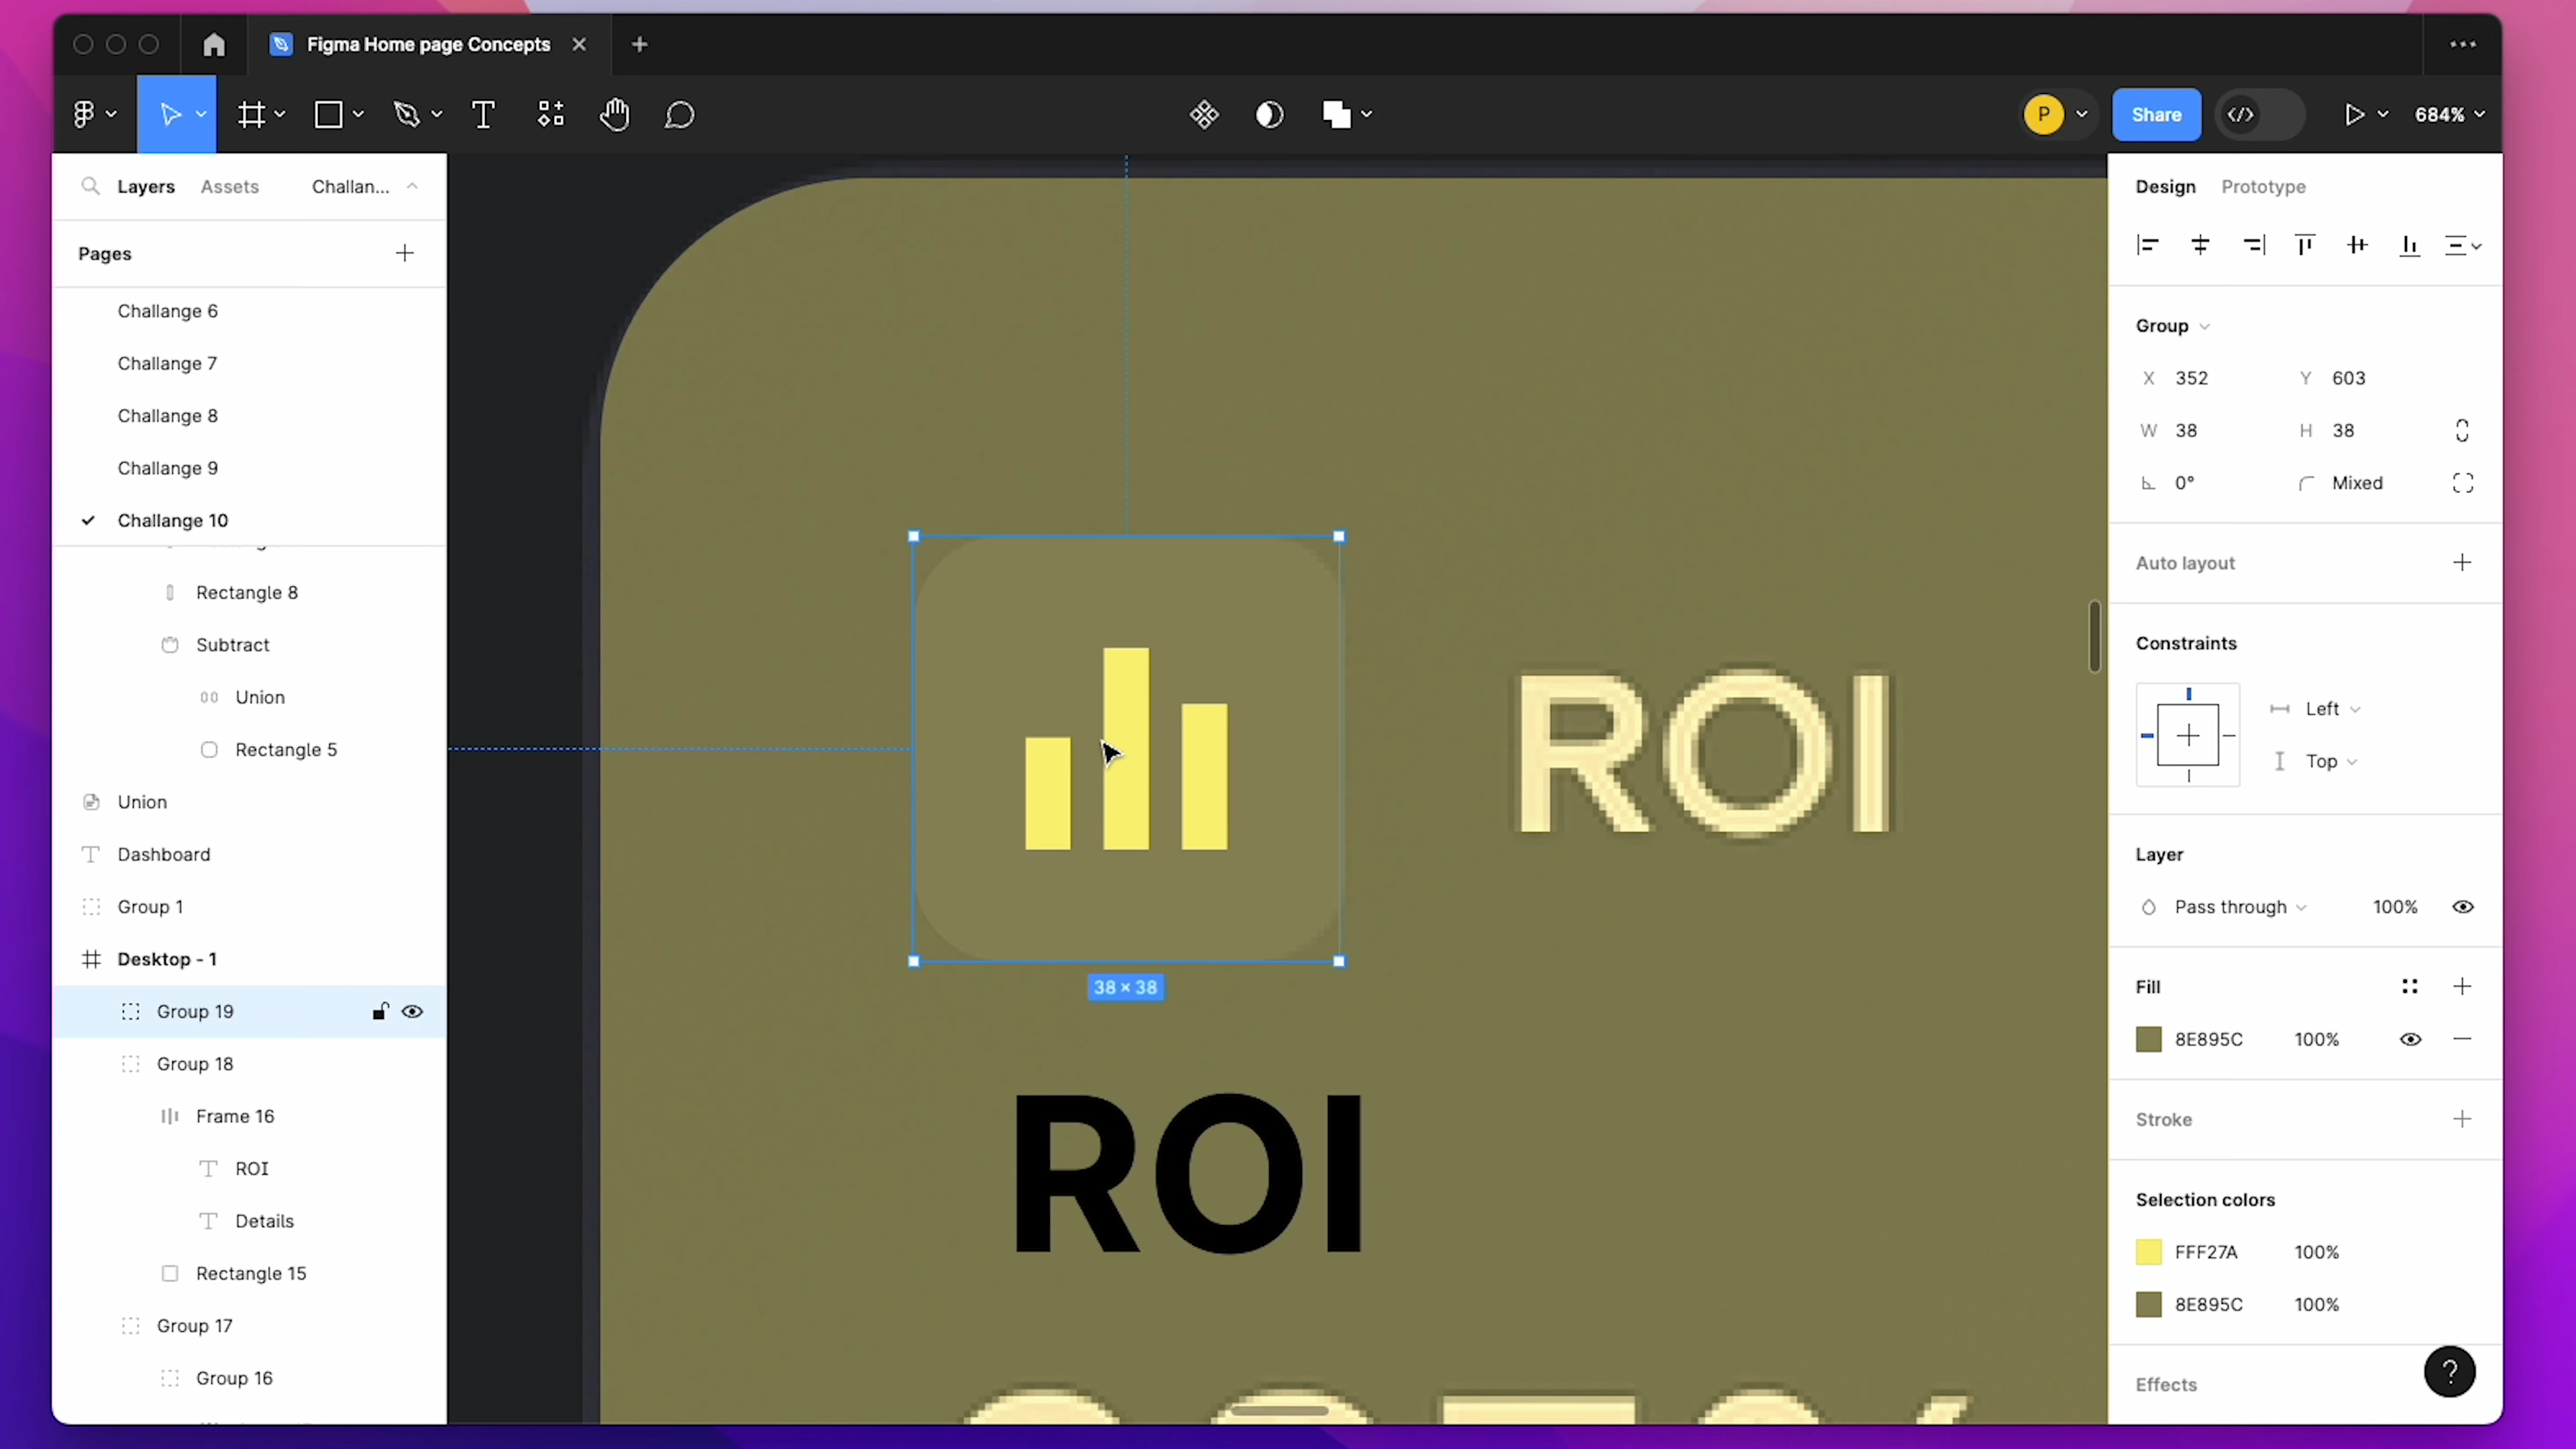 Figma Home page Concepts
P
Share
684%
Layers
Assets
Challan...
Pages
Challange 6
Challange 7
Challange 8
Challange 9
Challange 10
Rectangle 8
Subtract
Union
Rectangle 5
Union
Dashboard
Group 1
Desktop - 1
Group 19
Group 18
Frame 16
ROI
Details
Rectangle 15
Group 17
Group 16
ROI
38 × 38
ROI
Design
Prototype
Group
X 352
Y 603
W 38
H 38
0°
Mixed
Auto layout
Constraints
Left
Top
Layer
Pass through
100%
Fill
8E895C
100%
Stroke
Selection colors
FFF27A
100%
8E895C
100%
Effects
?